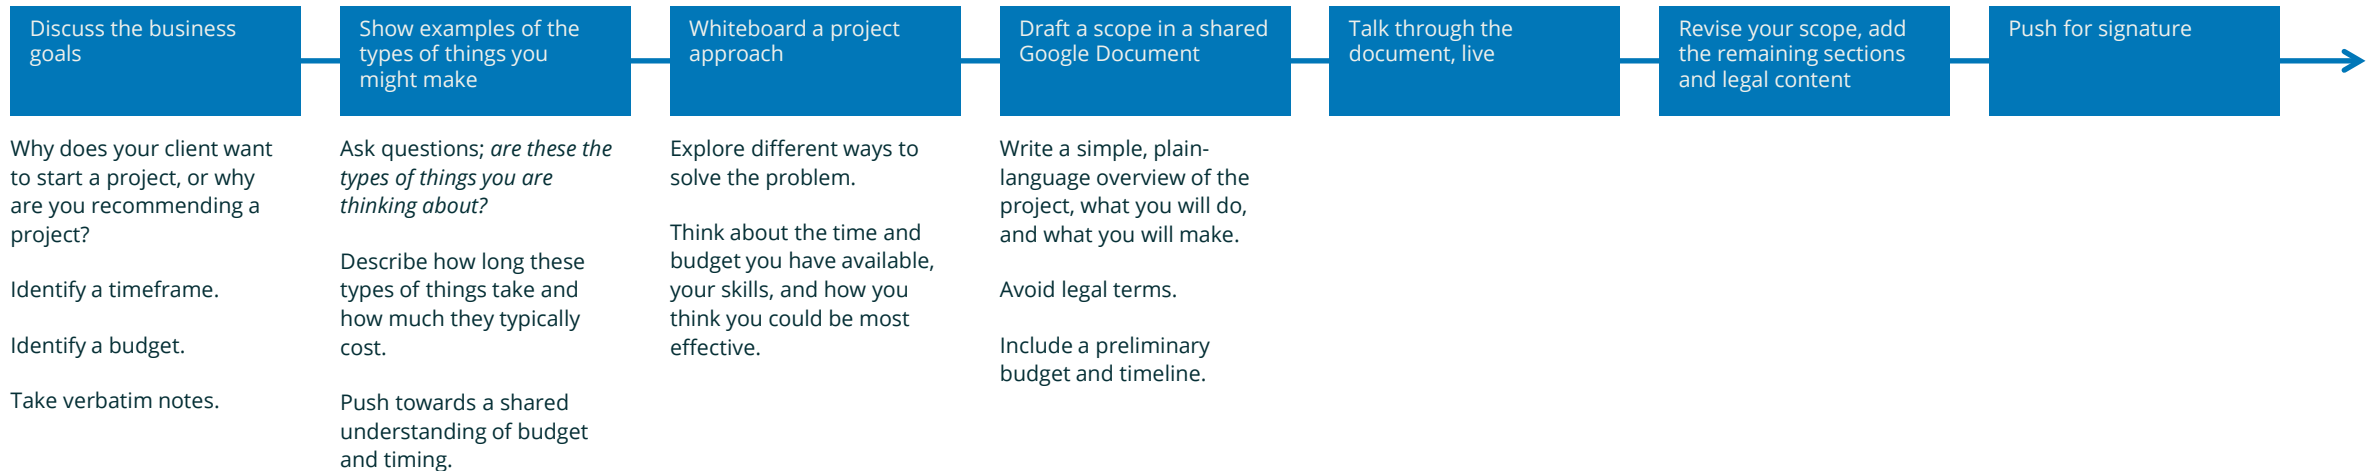 Discuss the business
goals
Show examples of the
types of things you
might make
Whiteboard a project
approach
Draft a scope in a shared
Google Document
Talk through the
document, live
Revise your scope, add
the remaining sections
and legal content
Push for signature
Why does your client want
to start a project, or why
are you recommending a
project?
Identify a timeframe.
Identify a budget.
Take verbatim notes.
Ask questions; are these the
types of things you are
thinking about?
Describe how long these
types of things take and
how much they typically
cost.
Push towards a shared
understanding of budget
and timing.
Explore different ways to
solve the problem.
Think about the time and
budget you have available,
your skills, and how you
think you could be most
effective.
Write a simple, plain-
language overview of the
project, what you will do,
and what you will make.
Avoid legal terms.
Include a preliminary
budget and timeline.